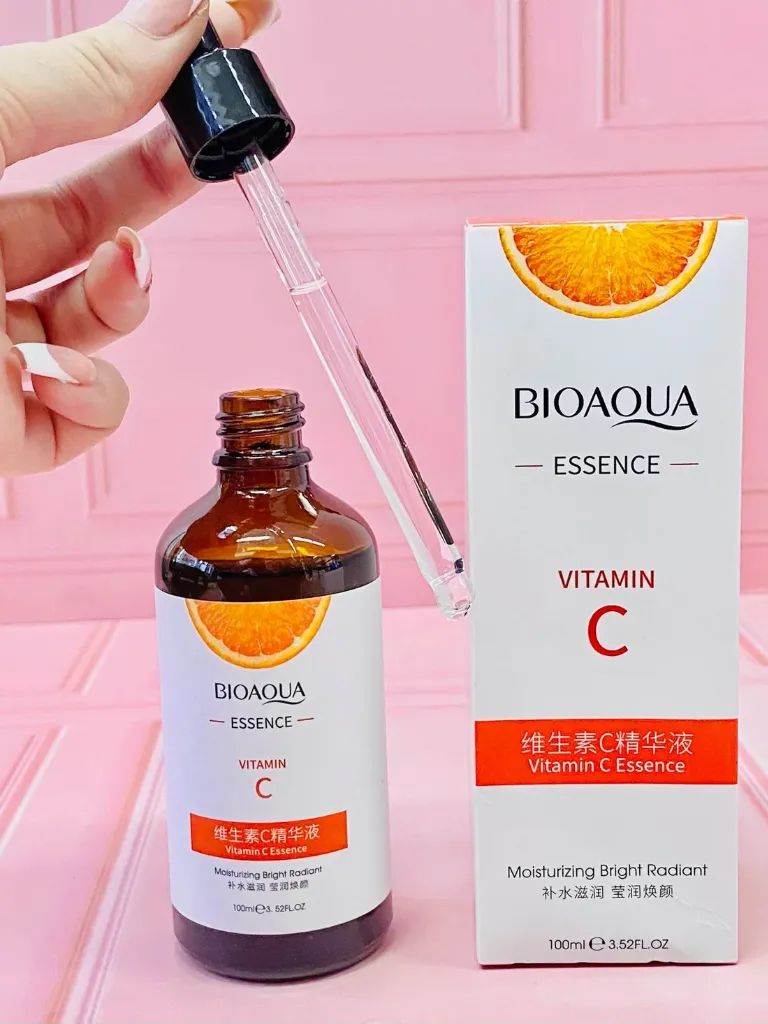 BIOAQUA
ESSENCE
VITAMIN
C
维生素C精华液
Vitamin C Essence
Moisturizing Bright Radiant
补水滋润 莹润焕颜
100ml ℮ 3. 52FL.OZ
BIOAQUA
ESSENCE
VITAMIN
C
维生素C精华液
Vitamin C Essence
Moisturizing Bright Radiant
补水滋润 莹润焕颜
100ml ℮ 3.52FL.OZ